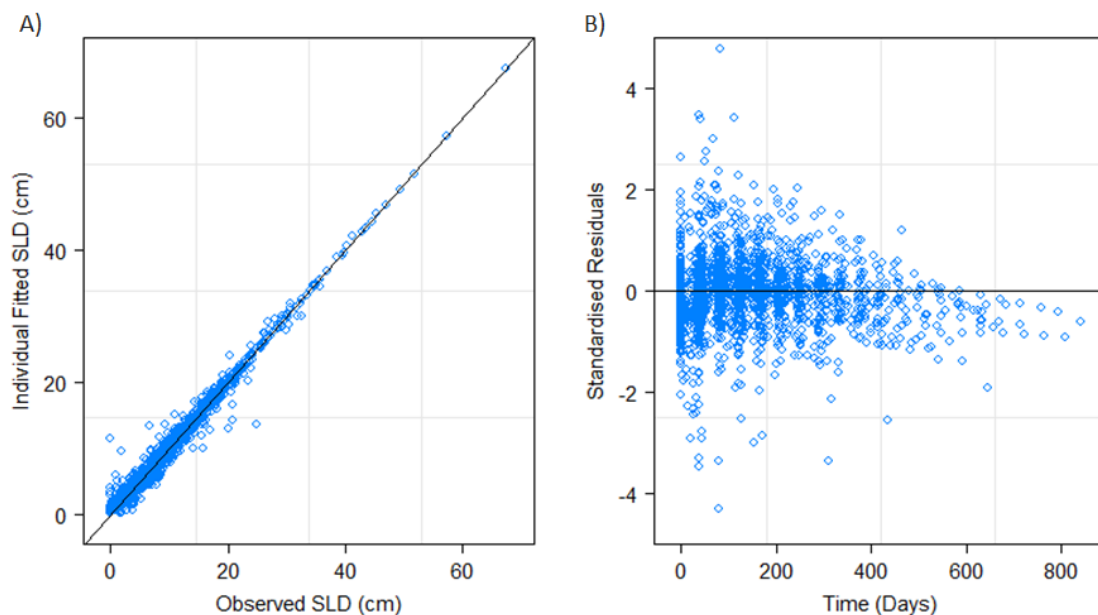 A)
Individual Fitted SLD (cm)
60
40
20
0
0 20 40 60
Observed SLD (cm)
B)
Standardised Residuals
4
2
0
-2
-4
0 200 400 600 800
Time (Days)